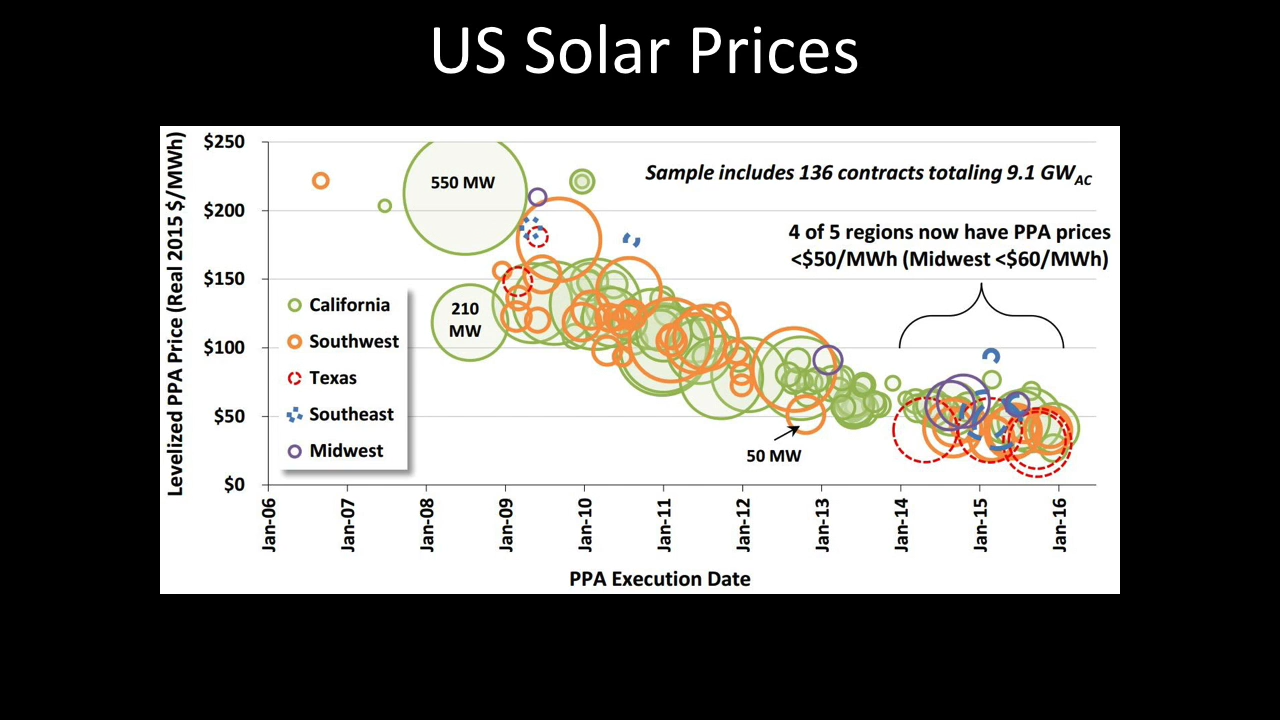 US Solar Prices
Levelized PPA Price (Real 2015 $/MWh)
$250
$200
$150
$100
$50
$0
550 MW
Sample includes 136 contracts totaling 9.1 GWAC
4 of 5 regions now have PPA prices
<$50/MWh (Midwest <$60/MWh)
210
MW
California
Southwest
Texas
Southeast
Midwest
50 MW
Jan-06
Jan-07
Jan-08
Jan-09
Jan-10
Jan-11
Jan-12
Jan-13
Jan-14
Jan-15
Jan-16
PPA Execution Date